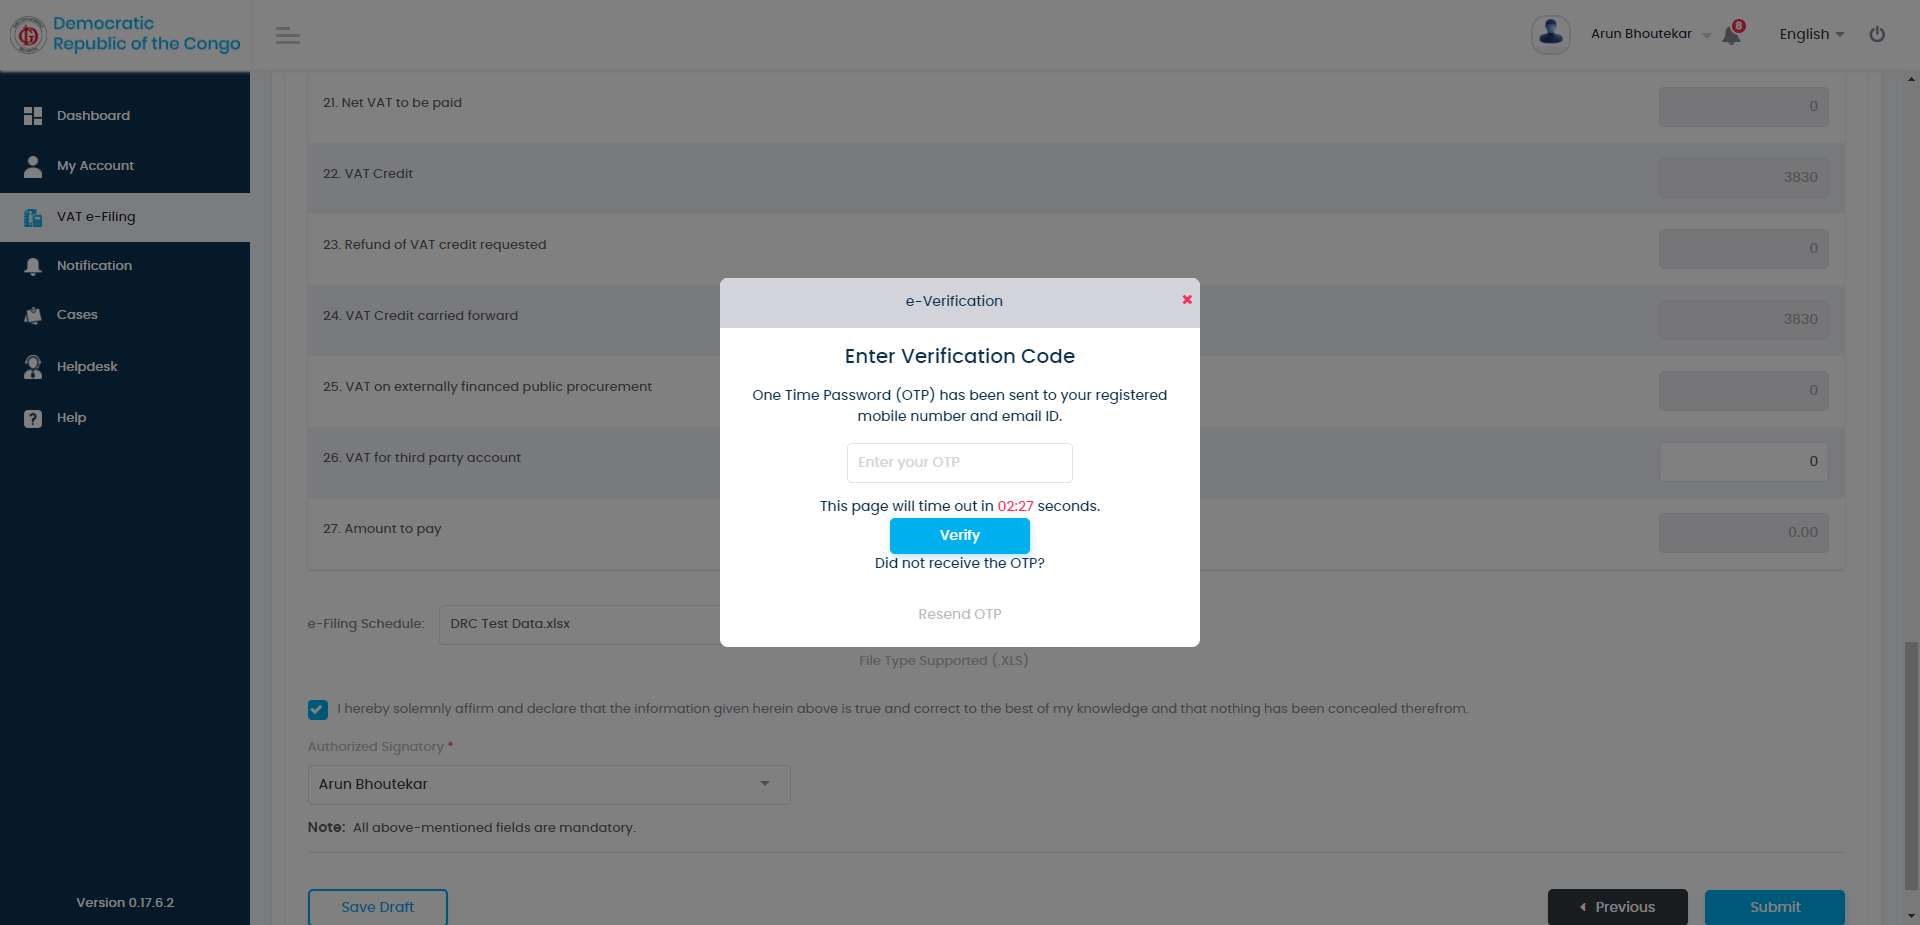 Democratic
Republic of the Congo
Arun Bhoutekar
8
English
Dashboard
My Account
VAT e-Filing
Notification
Cases
Helpdesk
Help
Version 0.17.6.2
21. Net VAT to be paid
0
22. VAT Credit
3830
23. Refund of VAT credit requested
0
24. VAT Credit carried forward
3830
25. VAT on externally financed public procurement
0
26. VAT for third party account
0
27. Amount to pay
0.00
e-Verification
Enter Verification Code
One Time Password (OTP) has been sent to your registered
mobile number and email ID.
Enter your OTP
This page will time out in 02:27 seconds.
Verify
Did not receive the OTP?
Resend OTP
e-Filing Schedule:
DRC Test Data.xlsx
File Type Supported (.XLS)
I hereby solemnly affirm and declare that the information given herein above is true and correct to the best of my knowledge and that nothing has been concealed therefrom.
Authorized Signatory *
Arun Bhoutekar
Note: All above-mentioned fields are mandatory.
Save Draft
Previous
Submit